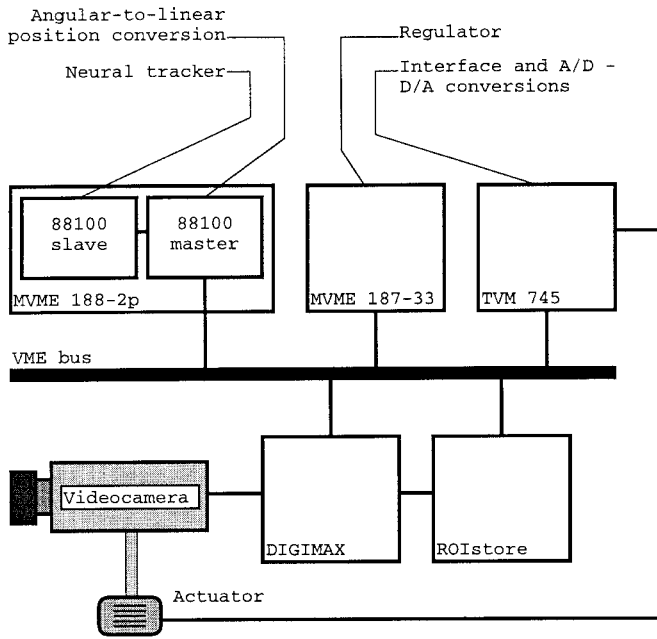 Angular-to-linear
position conversion
Regulator
Neural tracker
Interface and A/D -
D/A conversions
88100
slave
88100
master
MVME 188-2p
MVME 187-33
TVM 745
VME bus
Videocamera
DIGIMAX
ROIstore
Actuator